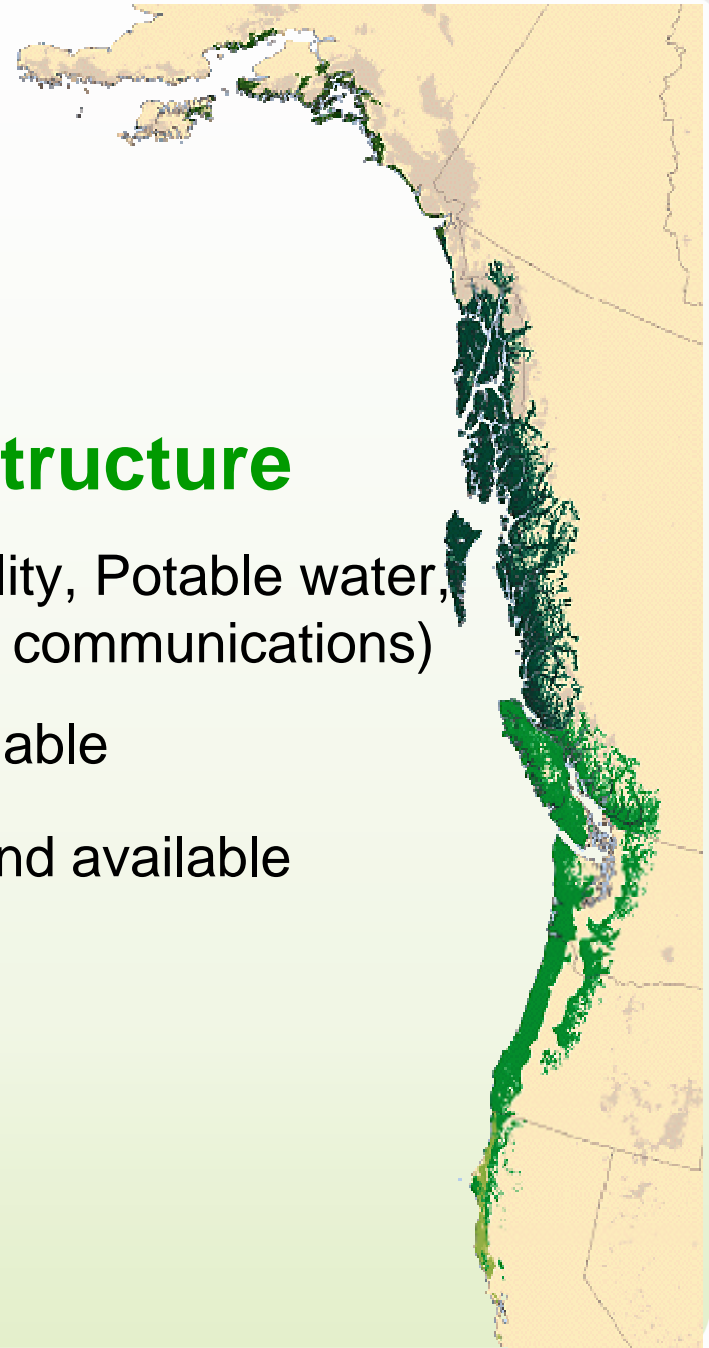 tructure
lity, Potable water,
communications)
able
nd available